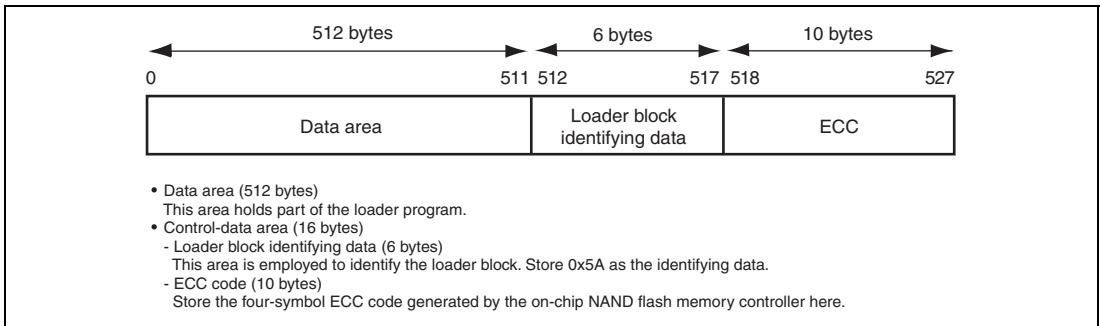 512 bytes 6 bytes 10 bytes
0 511 512 517 518 527
Data area
Loader block
identifying data
ECC
• Data area (512 bytes)
This area holds part of the loader program.
• Control-data area (16 bytes)
- Loader block identifying data (6 bytes)
This area is employed to identify the loader block. Store 0x5A as the identifying data.
- ECC code (10 bytes)
Store the four-symbol ECC code generated by the on-chip NAND flash memory controller here.